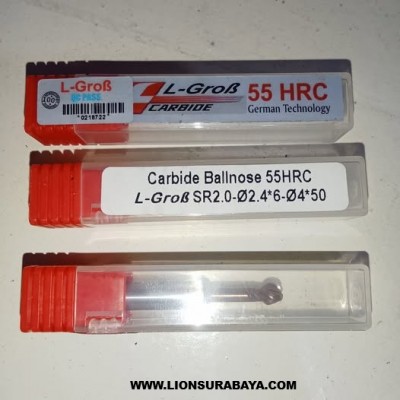 L-Groß
QC PASS
*0216722
L-Groß
CARBIDE
55 HRC
German Technology
Carbide Ballnose 55HRC
L-Groß SR2.0-Ø2.4*6-Ø4*50
WWW.LIONSURABAYA.COM